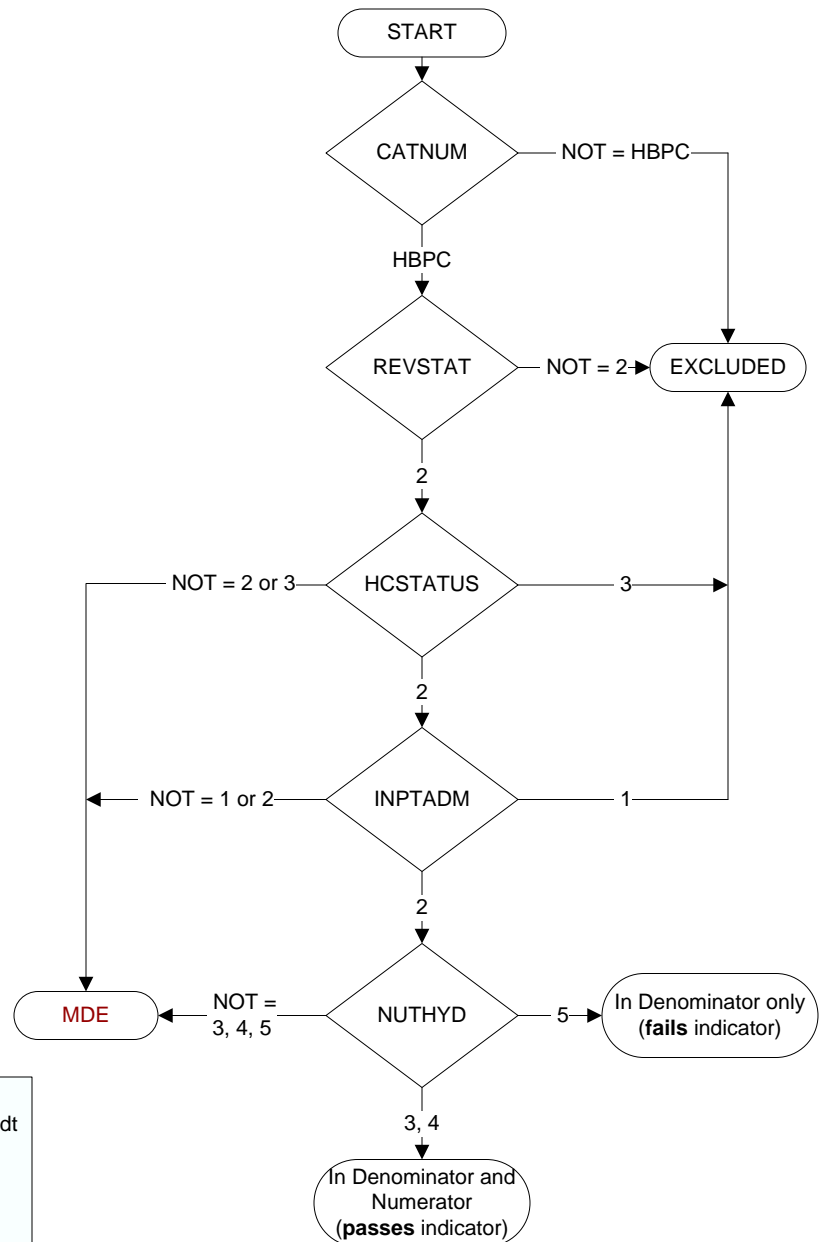 START
CATNUM
NOT = HBPC
HBPC
REVSTAT
NOT = 2
EXCLUDED
2
NOT = 2 or 3
HCSTATUS
3
2
NOT = 1 or 2
INPTADM
1
2
MDE
NOT =
3, 4, 5
NUTHYD
5
In Denominator only
(fails indicator)
3, 4
dt
In Denominator and
Numerator
(passes indicator)